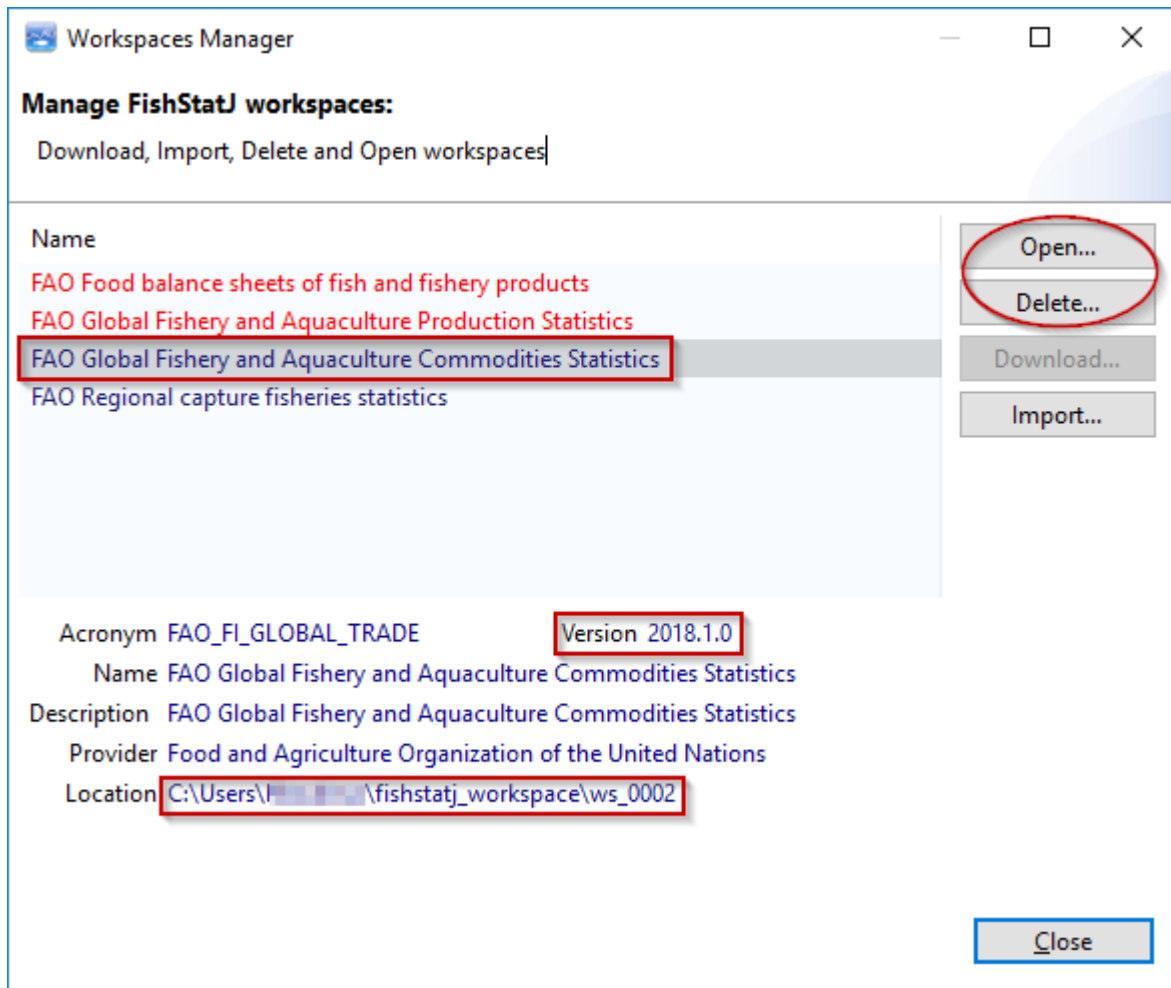 Workspaces Manager
Manage FishStatJ workspaces:
Download, Import, Delete and Open workspaces
Name
FAO Food balance sheets of fish and fishery products
FAO Global Fishery and Aquaculture Production Statistics
FAO Global Fishery and Aquaculture Commodities Statistics
FAO Regional capture fisheries statistics
Open...
Delete...
Download...
Import...
Acronym FAO_FI_GLOBAL_TRADE Version 2018.1.0
Name FAO Global Fishery and Aquaculture Commodities Statistics
Description FAO Global Fishery and Aquaculture Commodities Statistics
Provider Food and Agriculture Organization of the United Nations
Location C:\Users\ \fishstatj_workspace\ws_0002
Close